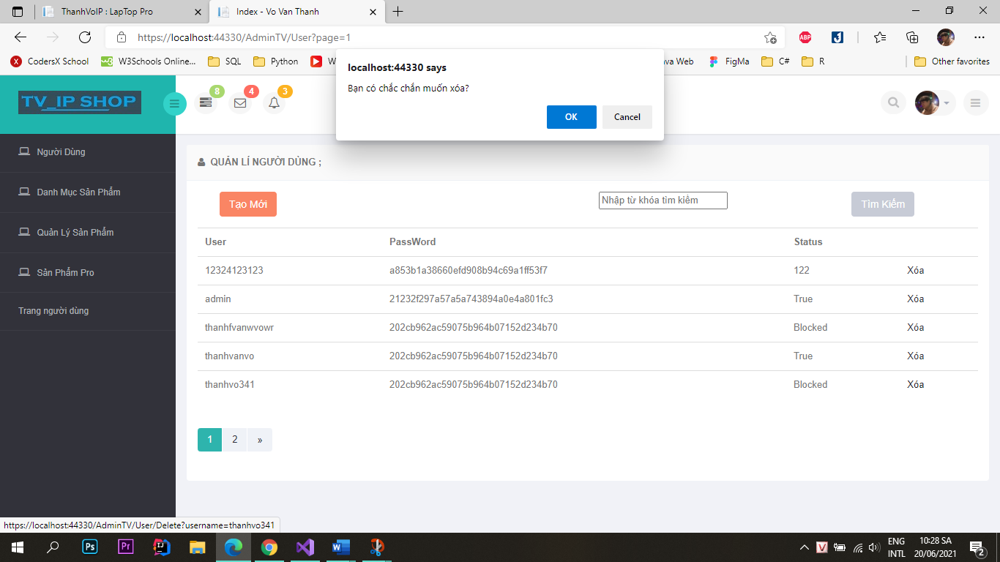 ThanhVoIP : LapTop Pro
Index - Vo Van Thanh
https://localhost:44330/AdminTV/User?page=1
ABP
CodersX School
W3Schools Online...
SQL
Python
ava Web
FigMa
C#
R
Other favorites
localhost:44330 says
Bạn có chắc chắn muốn xóa?
OK
Cancel
TV_IP SHOP
8
4
3
Người Dùng
Danh Mục Sản Phẩm
Quản Lý Sản Phẩm
Sản Phẩm Pro
Trang người dùng
QUẢN LÍ NGƯỜI DÙNG ;
Tạo Mới
Nhập từ khóa tìm kiếm
Tìm Kiếm
User PassWord Status
12324123123 a853b1a38660efd908b94c69a1ff53f7 122 Xóa
admin 21232f297a57a5a743894a0e4a801fc3 True Xóa
thanhfvanwvowr 202cb962ac59075b964b07152d234b70 Blocked Xóa
thanhvanvo 202cb962ac59075b964b07152d234b70 True Xóa
thanhvo341 202cb962ac59075b964b07152d234b70 Blocked Xóa
1 2 »
https://localhost:44330/AdminTV/User/Delete?username=thanhvo341
Ps
Pr
IJ
W
V
ENG
INTL
10:28 SA
20/06/2021
2